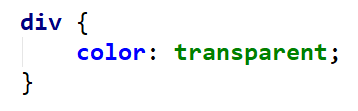 div {
    color: transparent;
}